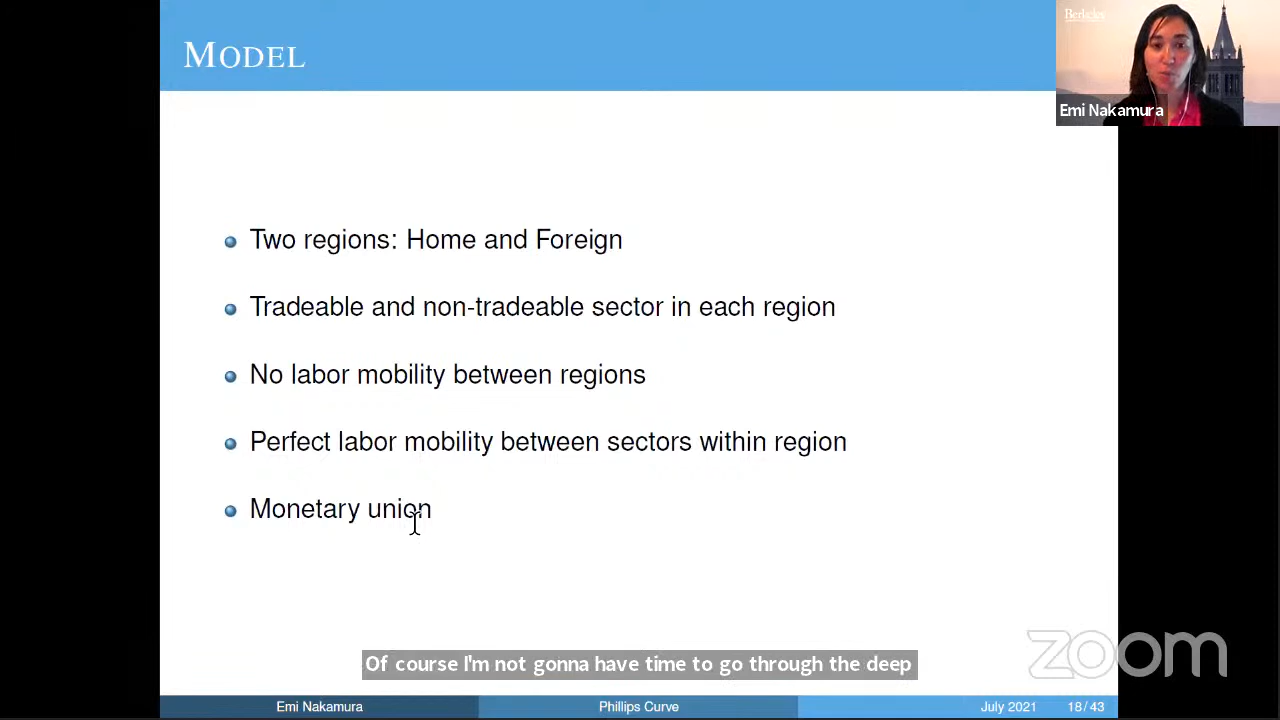 MODEL
Berkeley
Emi Nakamura
Two regions: Home and Foreign
Tradeable and non-tradeable sector in each region
No labor mobility between regions
Perfect labor mobility between sectors within region
Monetary union
zoom
Of course I'm not gonna have time to go through the deep
Emi Nakamura
Phillips Curve
July 2021
18 / 43